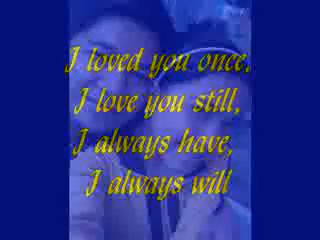 I loved you once,
I love you still,
I always have,
I always will